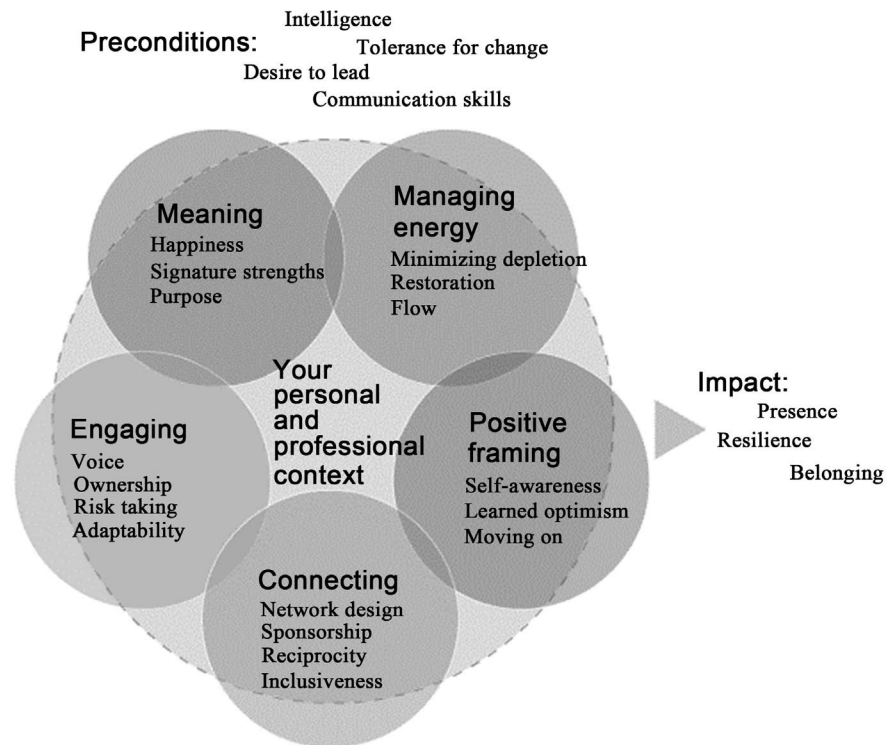 Preconditions:
Intelligence
Tolerance for change
Desire to lead
Communication skills
Meaning
Happiness
Signature strengths
Purpose
Managing
energy
Minimizing depletion
Restoration
Flow
Your
personal
and
professional
context
Engaging
Voice
Ownership
Risk taking
Adaptability
Positive
framing
Self-awareness
Learned optimism
Moving on
Connecting
Network design
Sponsorship
Reciprocity
Inclusiveness
Impact:
Presence
Resilience
Belonging